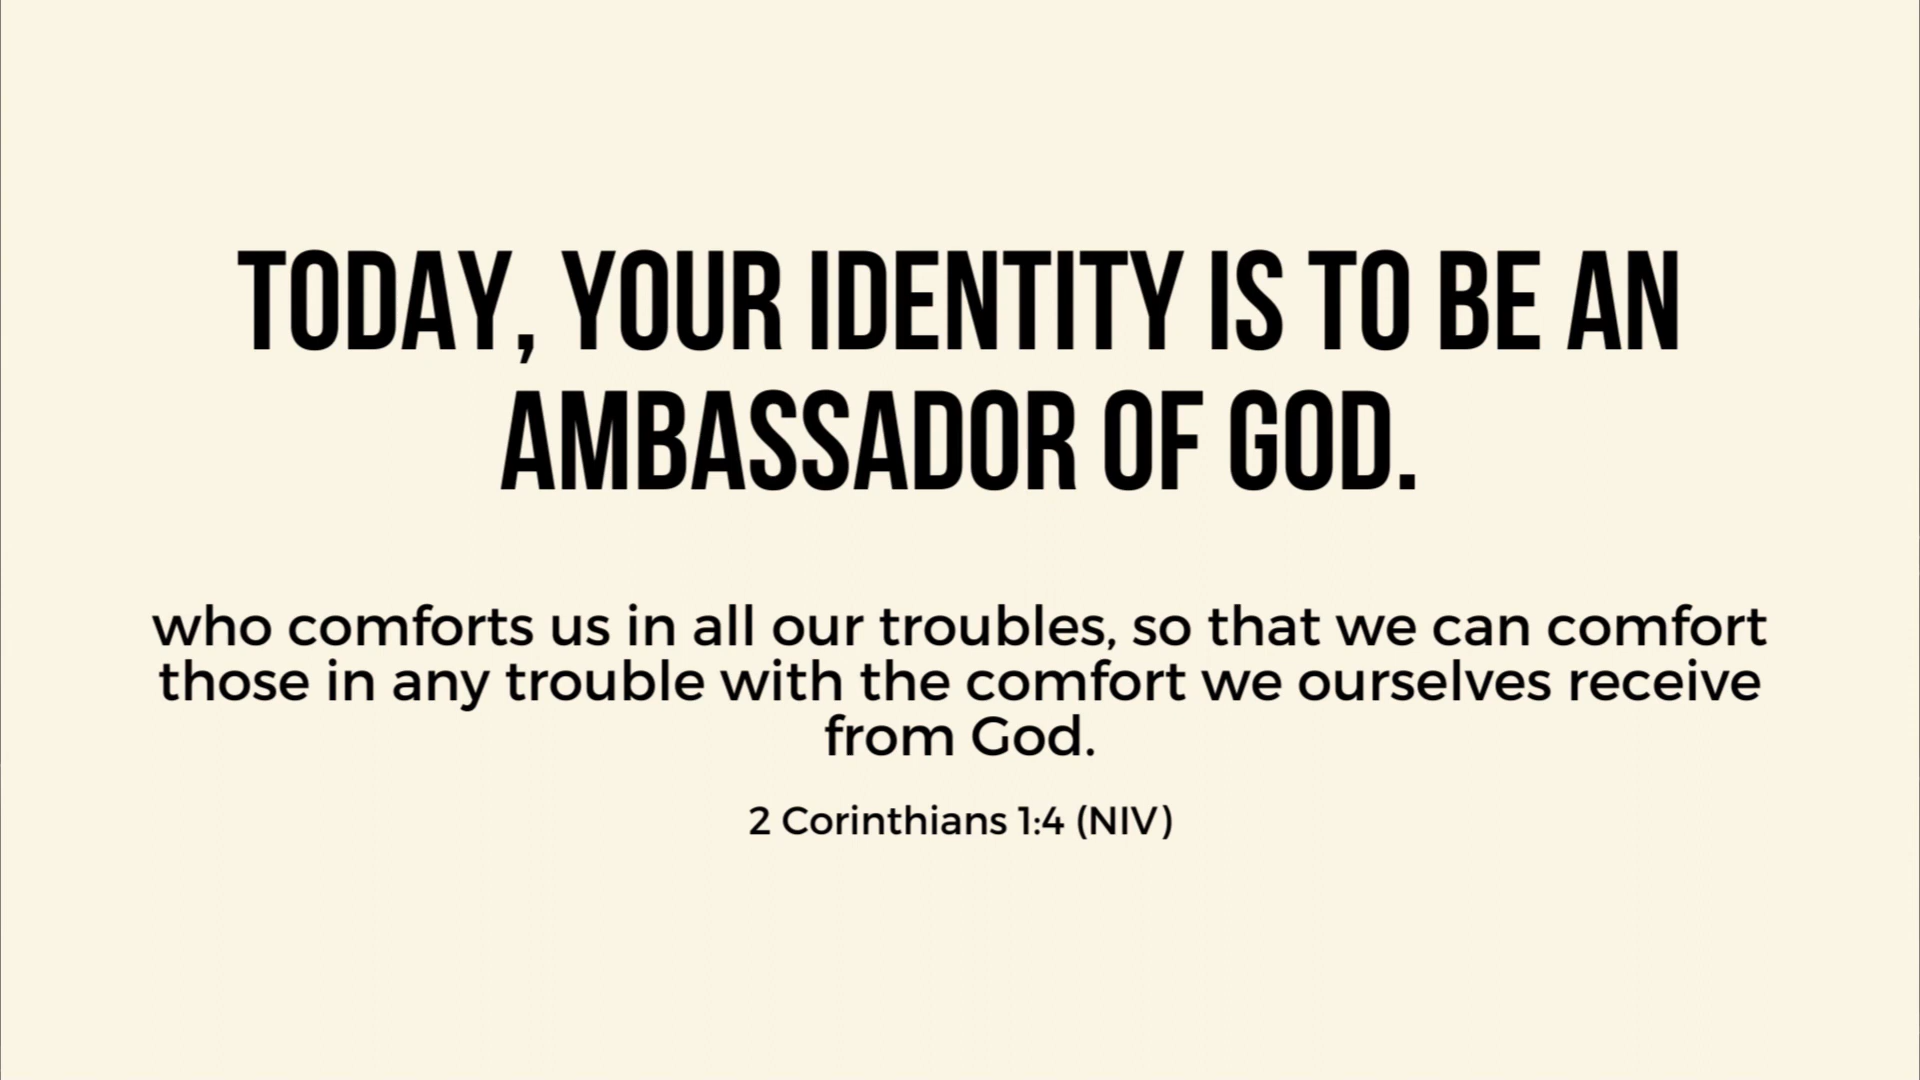 TODAY, YOUR IDENTITY IS TO BE AN
AMBASSADOR OF GOD.
who comforts us in all our troubles, so that we can comfort
those in any trouble with the comfort we ourselves receive
from God.
2 Corinthians 1:4 (NIV)